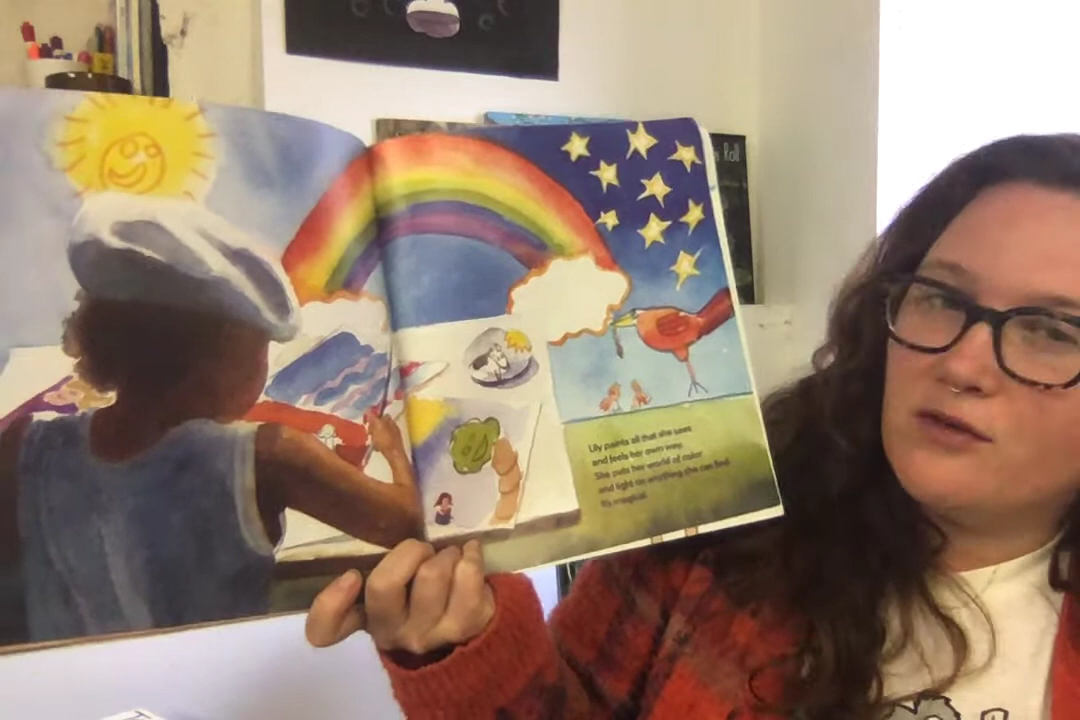 Roll
Lily paints all that she sees
and feels her own way.
She puts her world of color
and light on anything she can find.
It's magical.